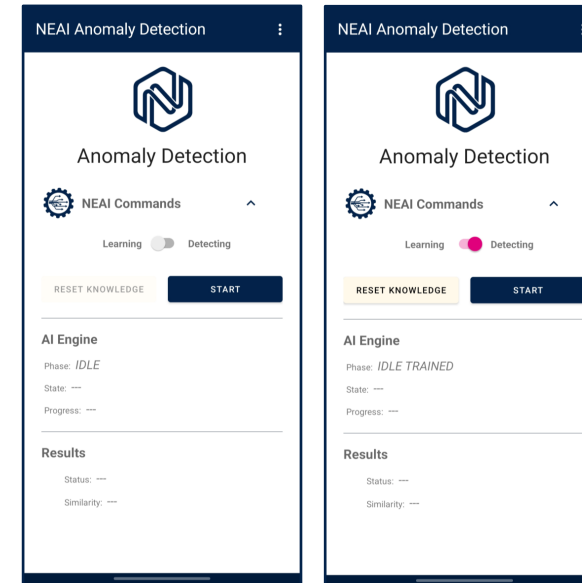 NEAI Anomaly Detection
Anomaly Detection
NEAI Commands
Learning Detecting
RESET KNOWLEDGE START
AI Engine
Phase: IDLE
State: ---
Progress: ---
Results
Status: ---
Similarity: ---
NEAI Anomaly Detection
Anomaly Detection
NEAI Commands
Learning Detecting
RESET KNOWLEDGE START
AI Engine
Phase: IDLE TRAINED
State: ---
Progress: ---
Results
Status: ---
Similarity: ---